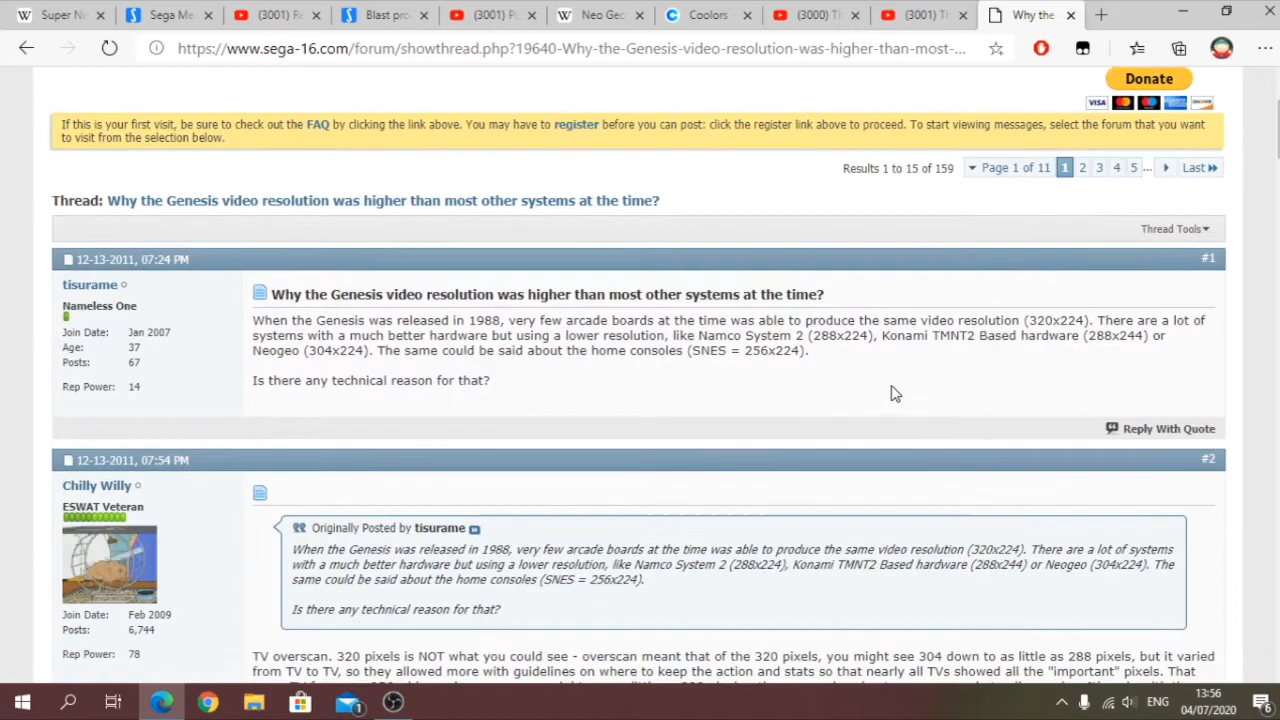 Super Ni
Sega Me
(3001) R
Blast pro
(3001) P
Neo Geo
Coolors
(3000) Th
(3001) Th
Why the
https://www.sega-16.com/forum/showthread.php?19640-Why-the-Genesis-video-resolution-was-higher-than-most-...
Donate
VISA
DISCOVER
If this is your first visit, be sure to check out the FAQ by clicking the link above. You may have to register before you can post: click the register link above to proceed. To start viewing messages, select the forum that you want
to visit from the selection below.
Results 1 to 15 of 159 Page 1 of 11 1 2 3 4 5 ... Last
Thread: Why the Genesis video resolution was higher than most other systems at the time?
Thread Tools
12-13-2011, 07:24 PM #1
tisurame
Nameless One
Join Date: Jan 2007
Age: 37
Posts: 67
Rep Power: 14
Why the Genesis video resolution was higher than most other systems at the time?
When the Genesis was released in 1988, very few arcade boards at the time was able to produce the same video resolution (320x224). There are a lot of
systems with a much better hardware but using a lower resolution, like Namco System 2 (288x224), Konami TMNT2 Based hardware (288x244) or
Neogeo (304x224). The same could be said about the home consoles (SNES = 256x224).
Is there any technical reason for that?
Reply With Quote
12-13-2011, 07:54 PM #2
Chilly Willy
ESWAT Veteran
Join Date: Feb 2009
Posts: 6,744
Rep Power: 78
Originally Posted by tisurame
When the Genesis was released in 1988, very few arcade boards at the time was able to produce the same video resolution (320x224). There are a lot of systems
with a much better hardware but using a lower resolution, like Namco System 2 (288x224), Konami TMNT2 Based hardware (288x244) or Neogeo (304x224). The
same could be said about the home consoles (SNES = 256x224).
Is there any technical reason for that?
TV overscan. 320 pixels is NOT what you could see - overscan meant that of the 320 pixels, you might see 304 down to as little as 288 pixels, but it varied
from TV to TV, so they allowed more with guidelines on where to keep the action and stats so that nearly all TVs showed all the "important" pixels. That
1
ENG
13:56
04/07/2020
6